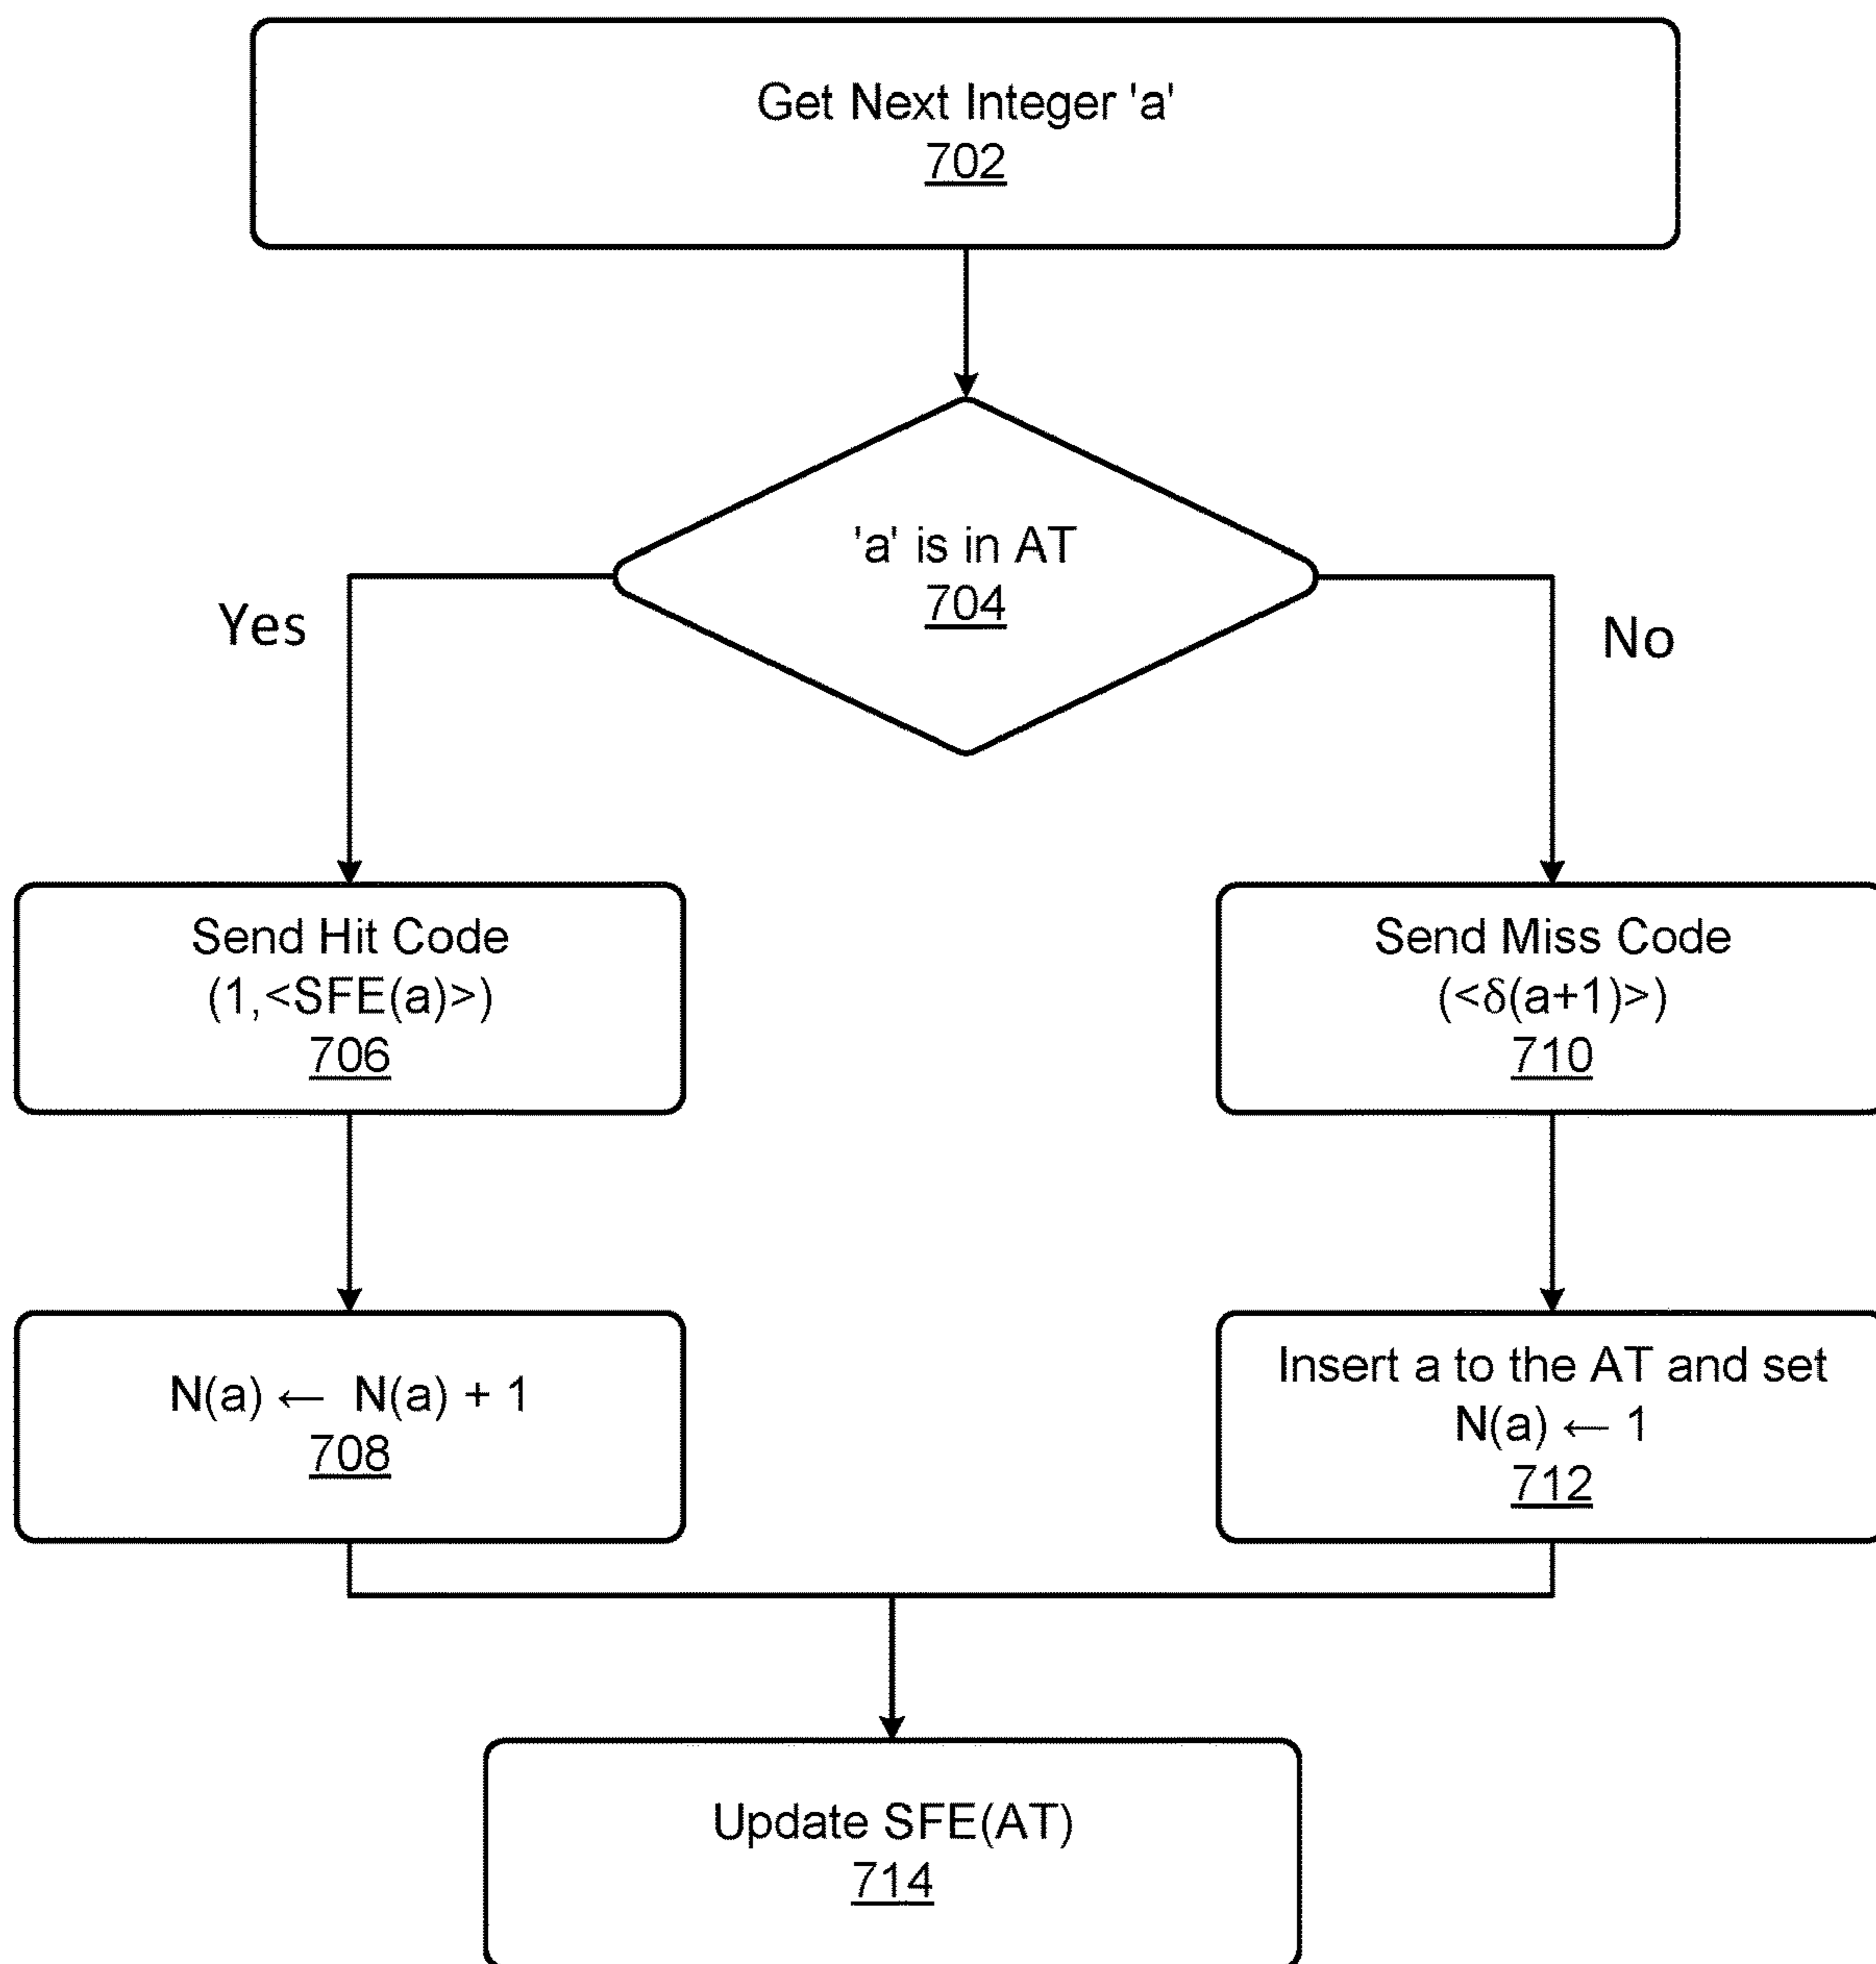 Get Next Integer 'a'
702
'a' is in AT
704
Yes
No
Send Hit Code
(1,<SFE(a)>)
706
Send Miss Code
(<δ(a+1)>)
710
N(a) ← N(a) + 1
708
Insert a to the AT and set
N(a) ← 1
712
Update SFE(AT)
714